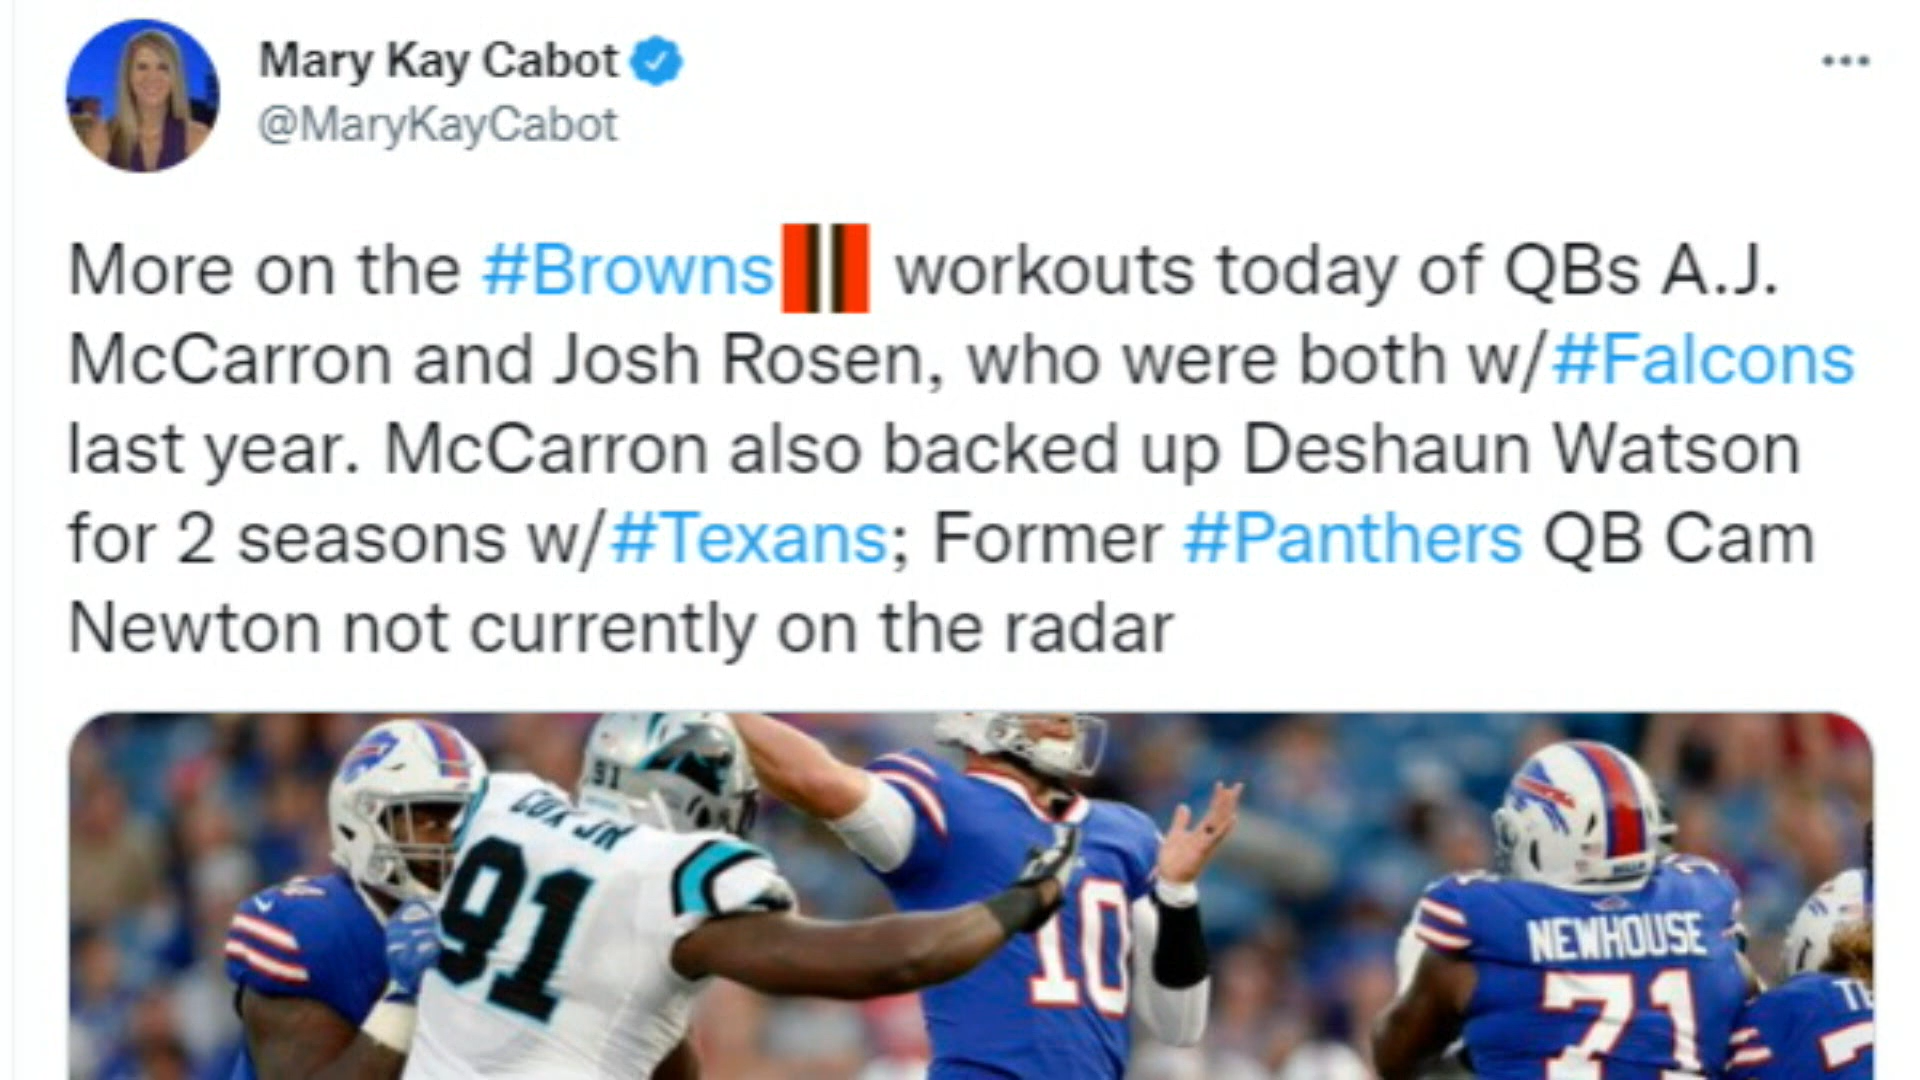 Mary Kay Cabot
@MaryKayCabot
More on the #Browns workouts today of QBs A.J.
McCarron and Josh Rosen, who were both w/#Falcons
last year. McCarron also backed up Deshaun Watson
for 2 seasons w/#Texans; Former #Panthers QB Cam
Newton not currently on the radar
91
COX JR
91
10
NEWHOUSE
71